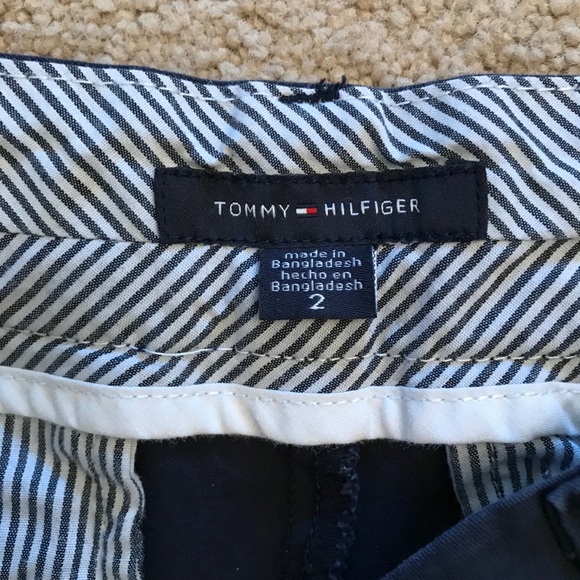 TOMMY HILFIGER
made in
Bangladesh
hecho en
Bangladesh
2